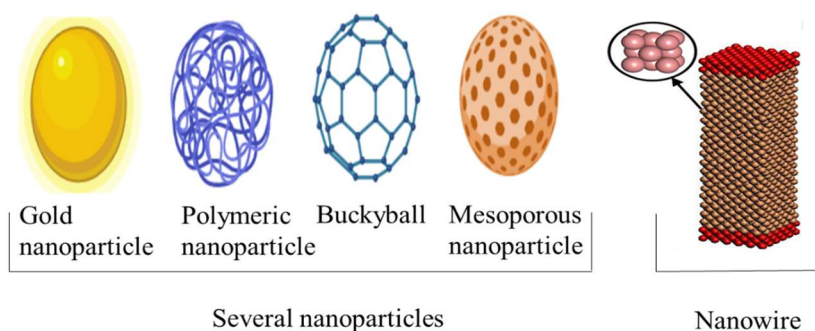 Gold
nanoparticle
Polymeric
nanoparticle
Buckyball
Mesoporous
nanoparticle
Several nanoparticles
Nanowire